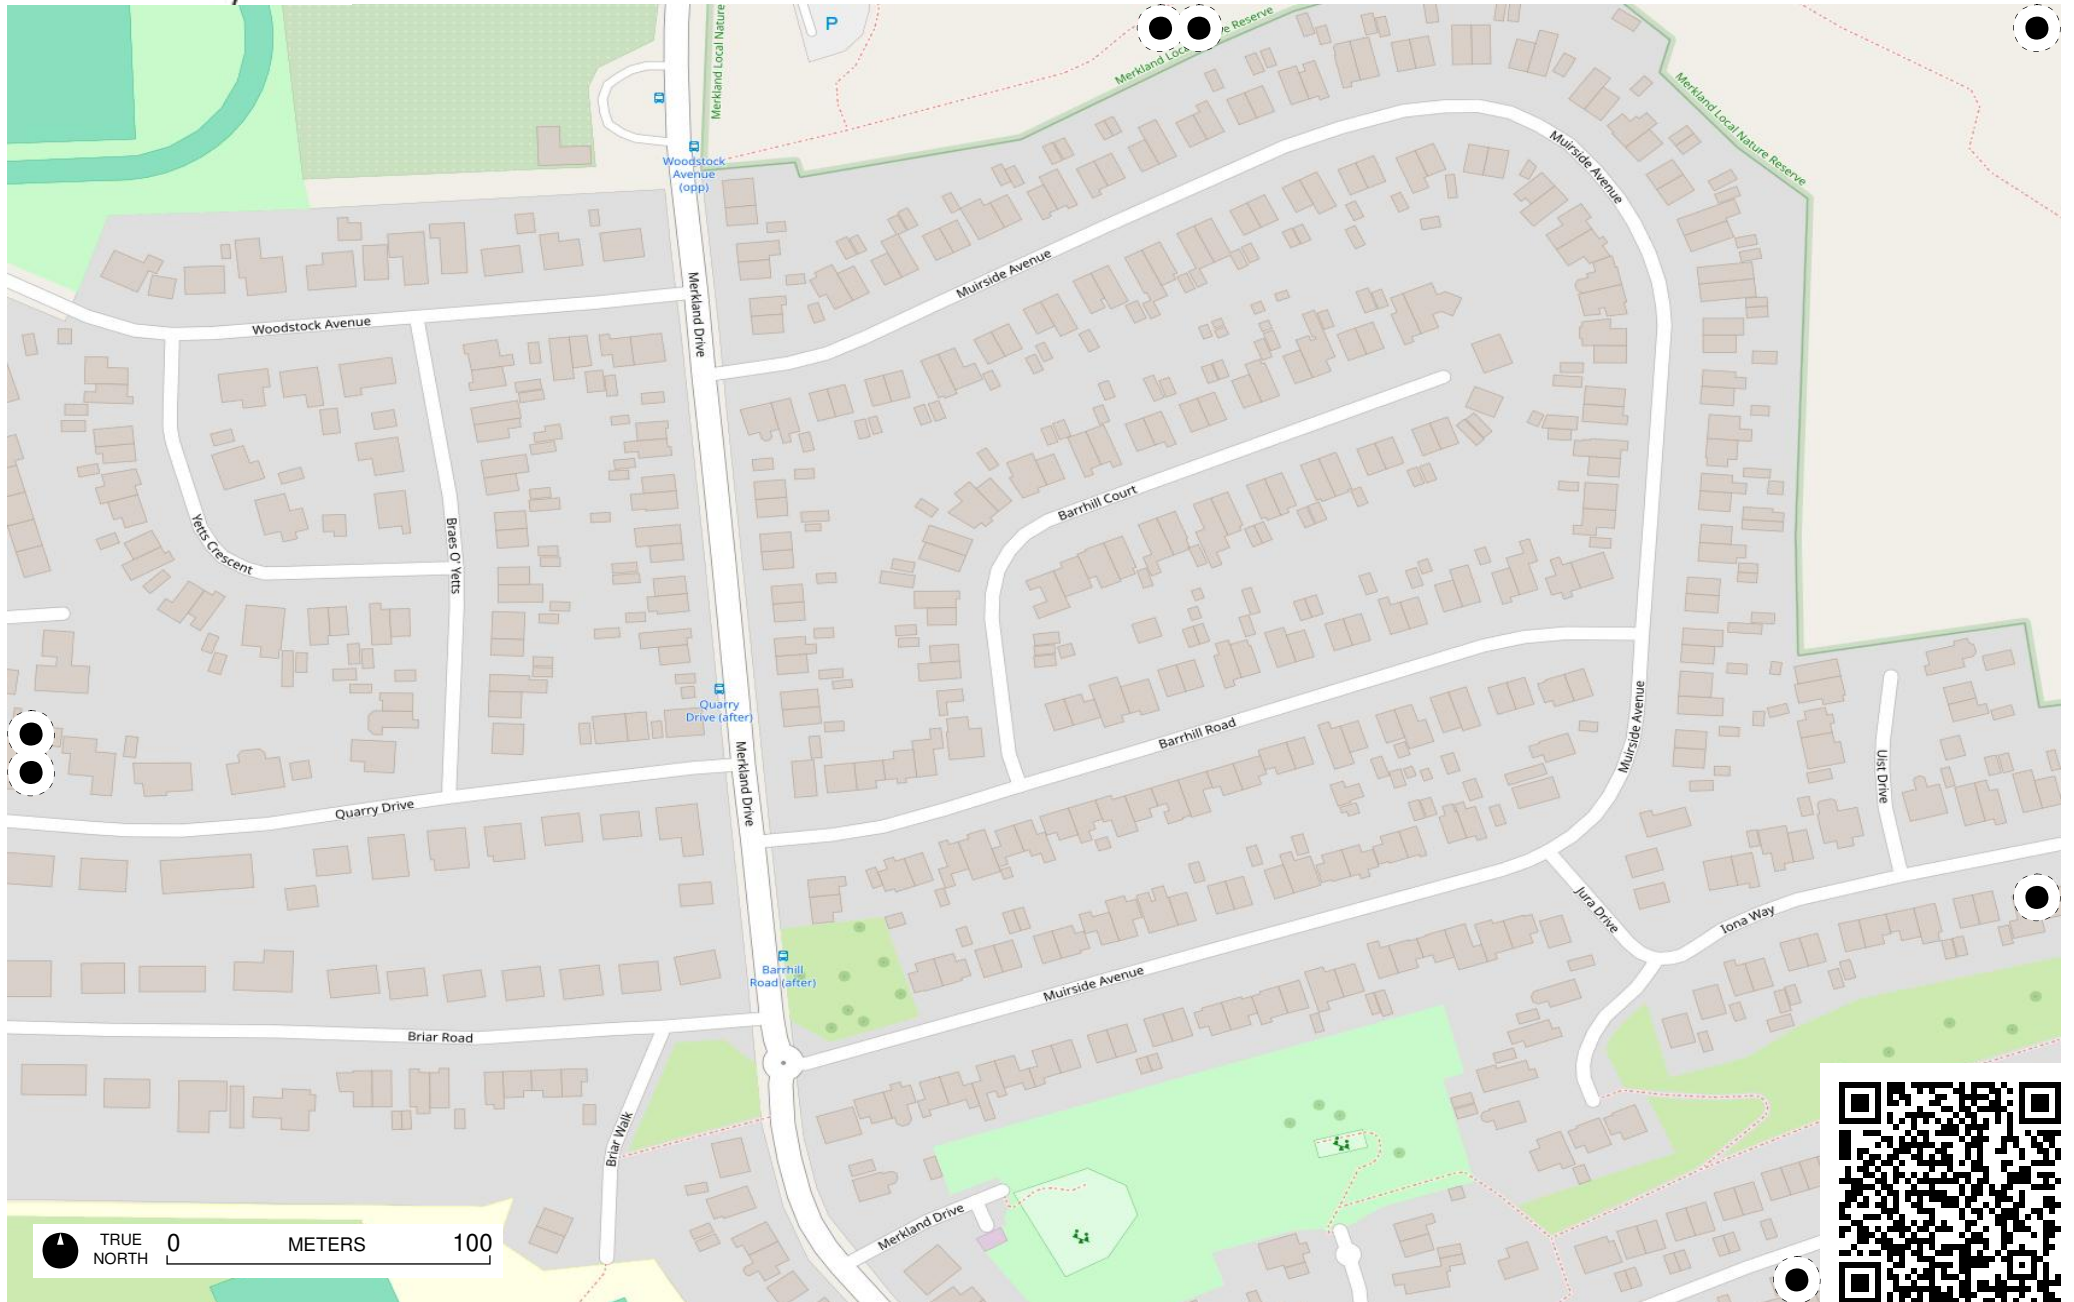 P
Merkland Local Nature
Merkland Local Nature Reserve
Merkland Local Nature Reserve
Muirside Avenue
Woodstock
Avenue
(opp)
Muirside Avenue
Merkland Drive
Woodstock Avenue
Barrhill Court
Yetts Crescent
Braes O' Yetts
Quarry
Drive (after)
Barrhill Road
Muirside Avenue
Merkland Drive
Uist Drive
Quarry Drive
Jura Drive
Iona Way
Barrhill
Road (after)
Muirside Avenue
Briar Road
Briar Walk
Merkland Drive
TRUE
NORTH
0 METERS 100